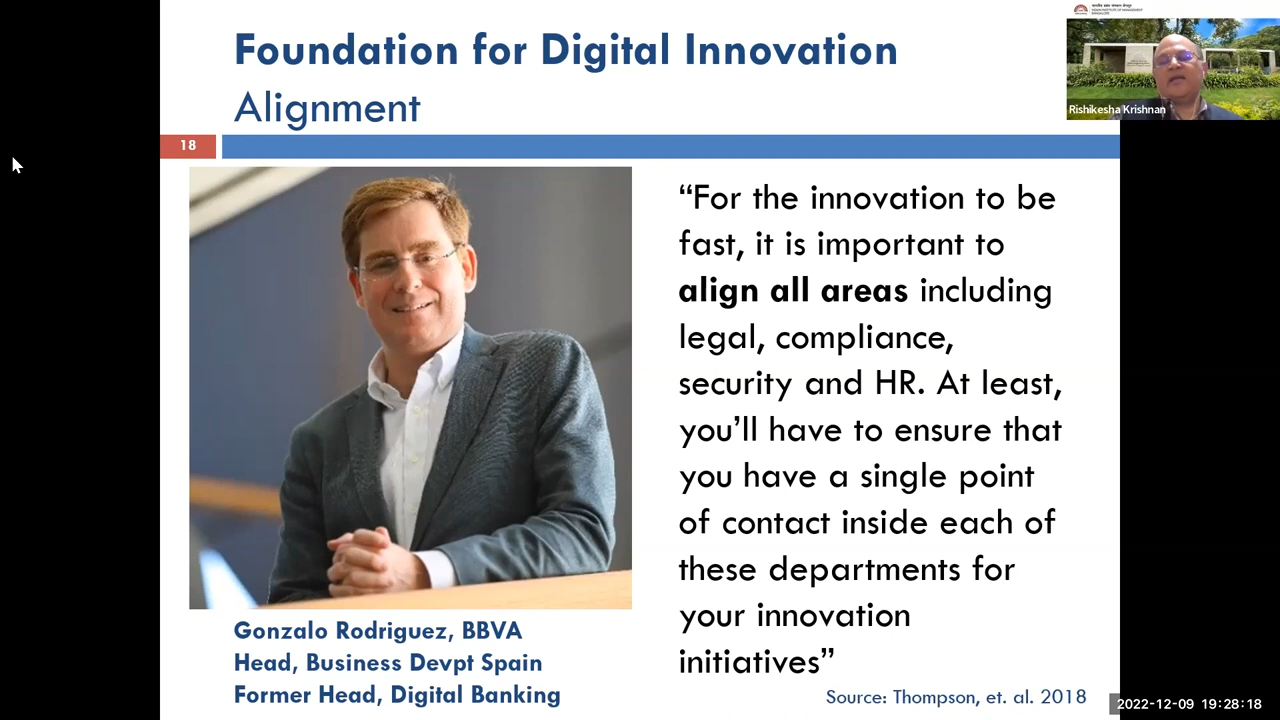 Foundation for Digital Innovation
Alignment
18
“For the innovation to be
fast, it is important to
align all areas including
legal, compliance,
security and HR. At least,
you’ll have to ensure that
you have a single point
of contact inside each of
these departments for
your innovation
initiatives”
Gonzalo Rodriguez, BBVA
Head, Business Devpt Spain
Former Head, Digital Banking
Source: Thompson, et. al. 2018
Rishikesha Krishnan
2022-12-09 19:28:18